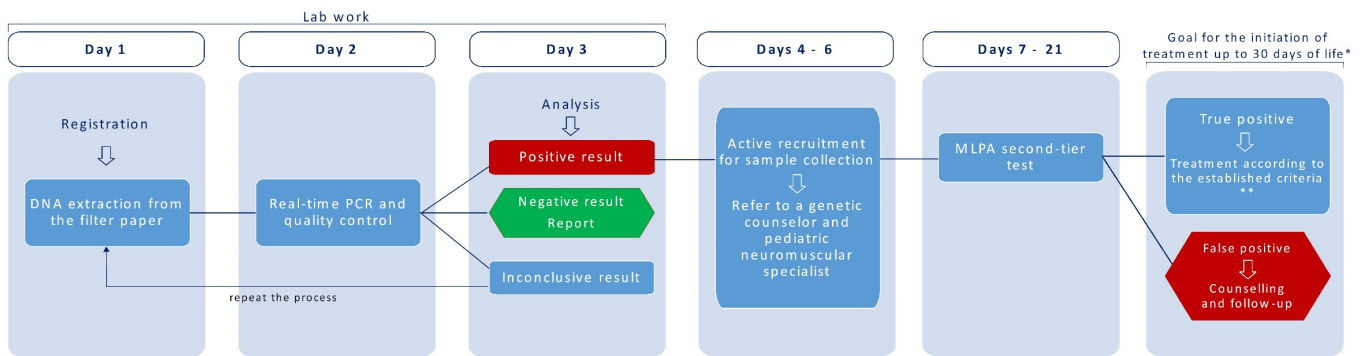 Lab work
Day 1
Day 2
Day 3
Days 4 - 6
Days 7 - 21
Goal for the initiation of
treatment up to 30 days of life*
Registration
DNA extraction from
the filter paper
Real-time PCR and
quality control
Analysis
Positive result
Negative result
Report
Inconclusive result
repeat the process
Active recruitment
for sample collection
Refer to a genetic
counselor and
pediatric
neuromuscular
specialist
MLPA second-tier
test
True positive
Treatment according to
the established criteria
**
False positive
Counselling
and follow-up